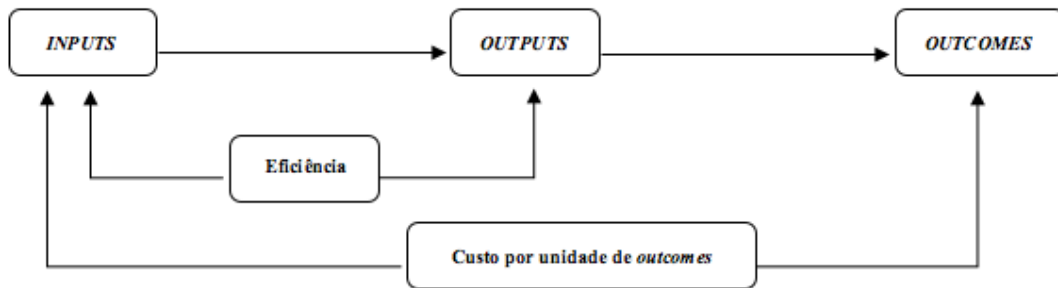 INPUTS
OUTPUTS
OUTCOMES
Eficiência
Custo por unidade de outcomes